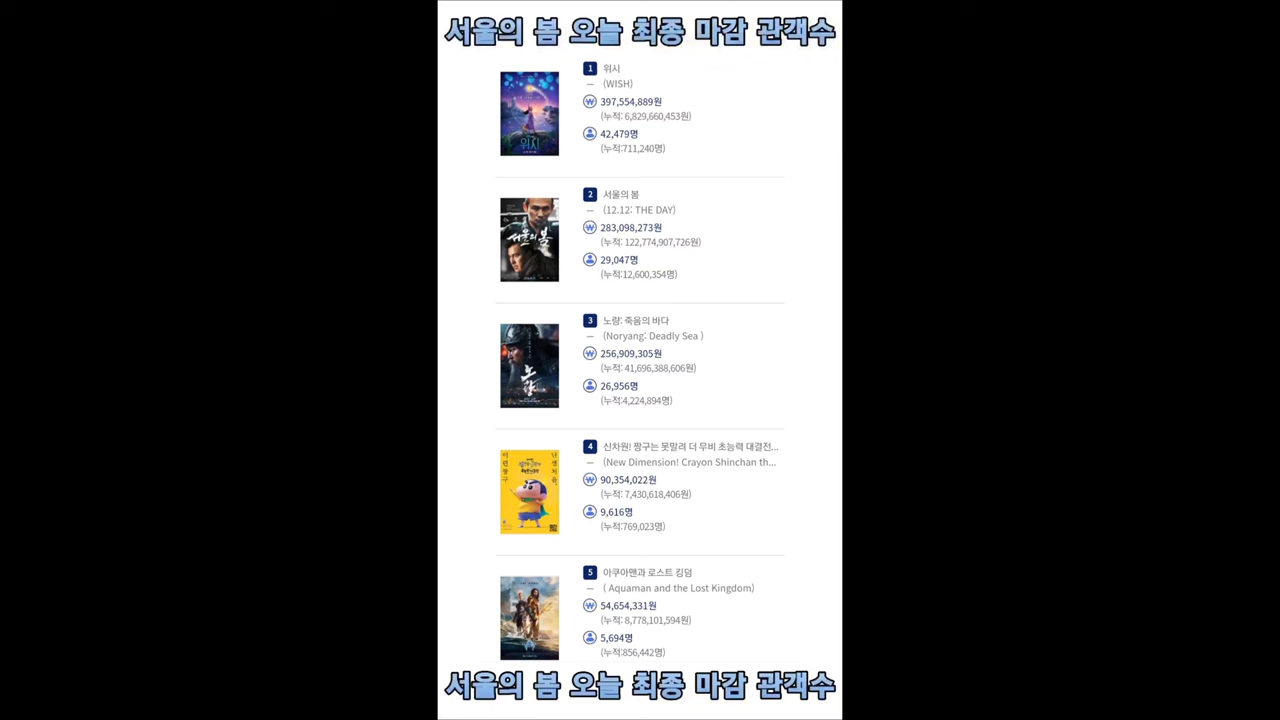 서울의 봄 오늘 최종 마감 관객수
위시
1 위시
— (WISH)
397,554,889원
(누적: 6,829,660,453원)
42,479명
(누적:711,240명)
서울의봄
2 서울의 봄
— (12.12: THE DAY)
283,098,273원
(누적: 122,774,907,726원)
29,047명
(누적:12,600,354명)
노량
3 노량: 죽음의 바다
— (Noryang: Deadly Sea )
256,909,305원
(누적: 41,696,388,606원)
26,956명
(누적:4,224,894명)
4 신차원! 짱구는 못말려 더 무비 초능력 대결전...
— (New Dimension! Crayon Shinchan th...
90,354,022원
(누적: 7,430,618,406원)
9,616명
(누적:769,023명)
5 아쿠아맨과 로스트 킹덤
— ( Aquaman and the Lost Kingdom)
54,654,331원
(누적: 8,778,101,594원)
5,694명
(누적:856,442명)
서울의 봄 오늘 최종 마감 관객수